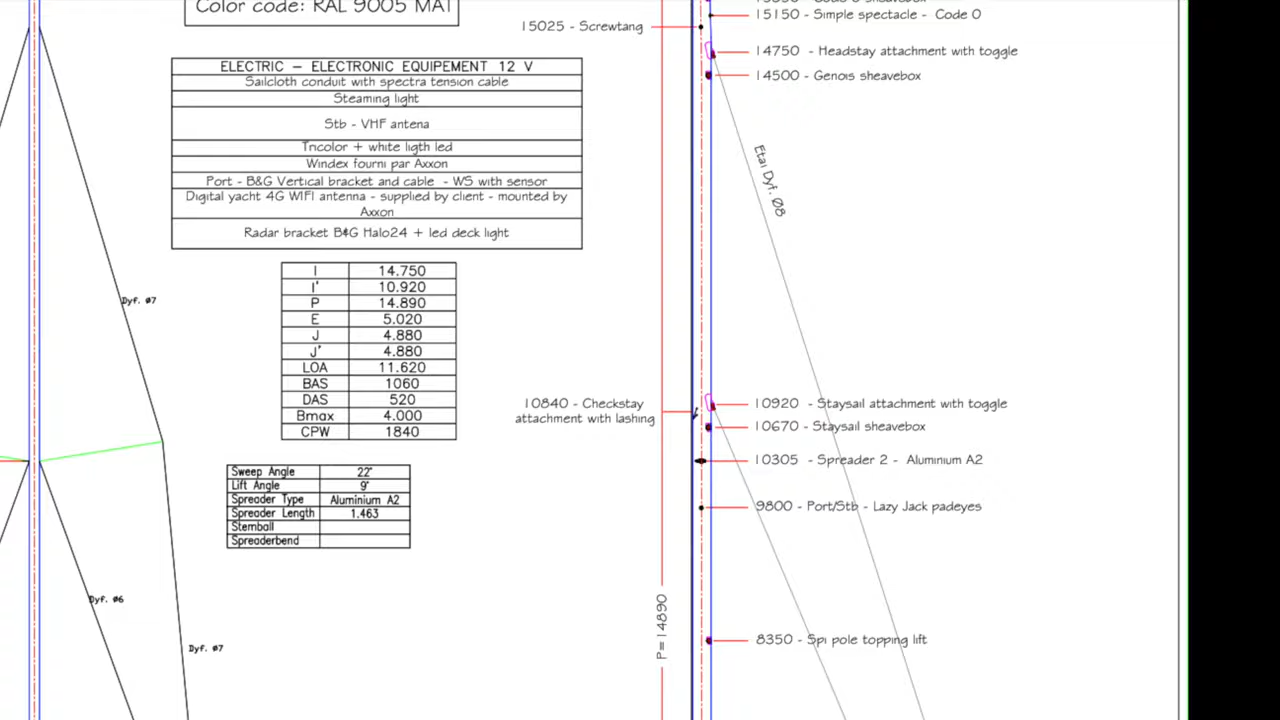 Color code: RAL 9005 MAT
ELECTRIC – ELECTRONIC EQUIPEMENT 12 V
Sailcloth conduit with spectra tension cable
Steaming light
Stb - VHF antena
Tricolor + white ligth led
Windex fourni par Axxon
Port - B&G Vertical bracket and cable - WS with sensor
Digital yacht 4G WIFI antenna - supplied by client - mounted by
Axxon
Radar bracket B&G Halo24 + led deck light
I 14.750
I' 10.920
P 14.890
E 5.020
J 4.880
J' 4.880
LOA 11.620
BAS 1060
DAS 520
Bmax 4.000
CPW 1840
Sweep Angle 22°
Lift Angle 9°
Spreader Type Aluminium A2
Spreader Length 1.463
Stemball
Spreaderbend
Dyf. ø7
Dyf. ø6
Dyf. ø7
15025 - Screwtang
10840 - Checkstay
attachment with lashing
P=14890
15150 - Simple spectacle - Code 0
14750 - Headstay attachment with toggle
14500 - Genois sheavebox
Etai Dyf. Ø8
10920 - Staysail attachment with toggle
10670 - Staysail sheavebox
10305 - Spreader 2 - Aluminium A2
9800 - Port/Stb - Lazy Jack padeyes
8350 - Spi pole topping lift